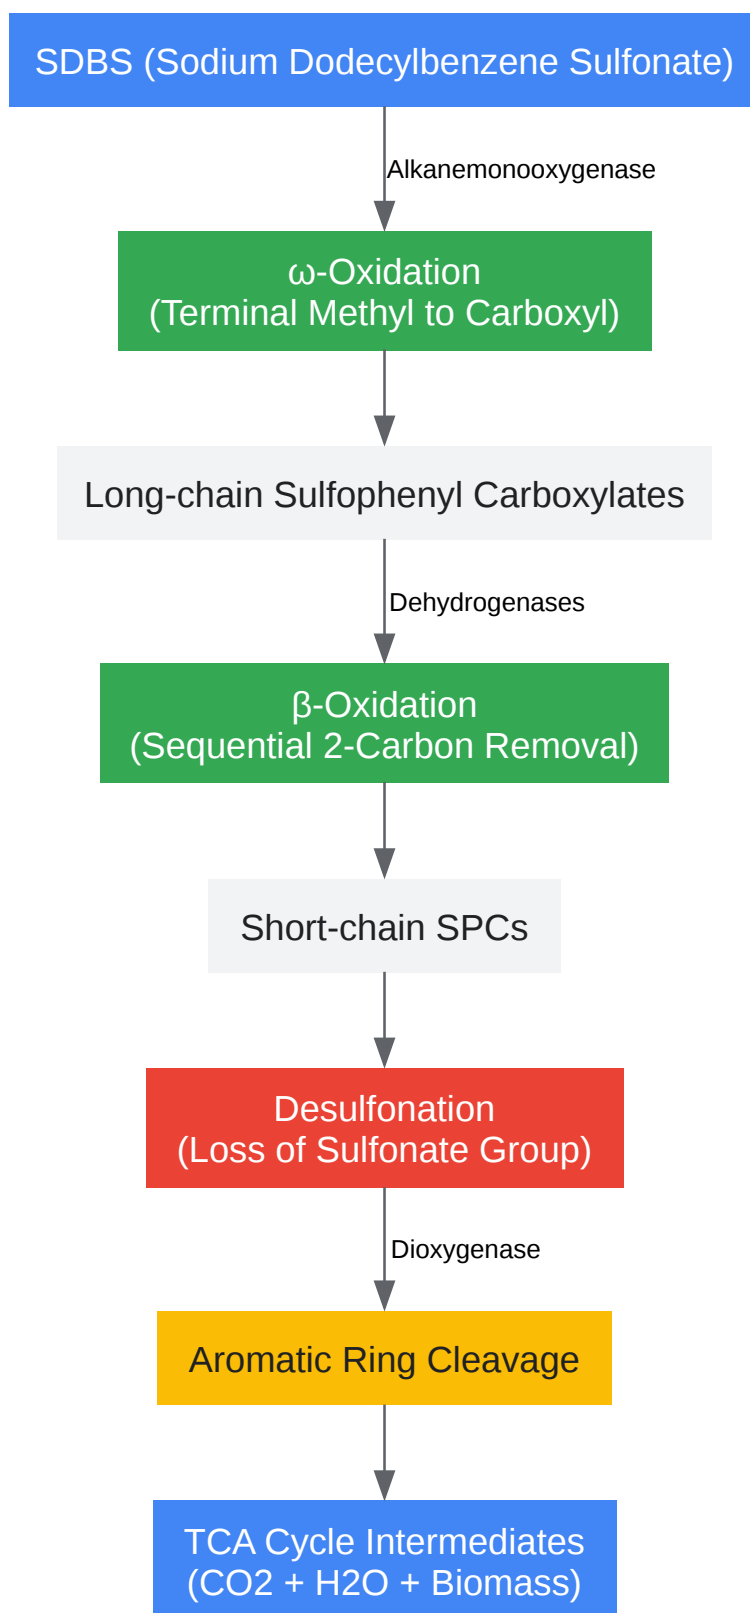 SDBS (Sodium Dodecylbenzene Sulfonate)
Alkanemonooxygenase
ω-Oxidation
(Terminal Methyl to Carboxyl)
Long-chain Sulfophenyl Carboxylates
Dehydrogenases
β-Oxidation
(Sequential 2-Carbon Removal)
Short-chain SPCs
Desulfonation
(Loss of Sulfonate Group)
Dioxygenase
Aromatic Ring Cleavage
TCA Cycle Intermediates
(CO2 + H2O + Biomass)